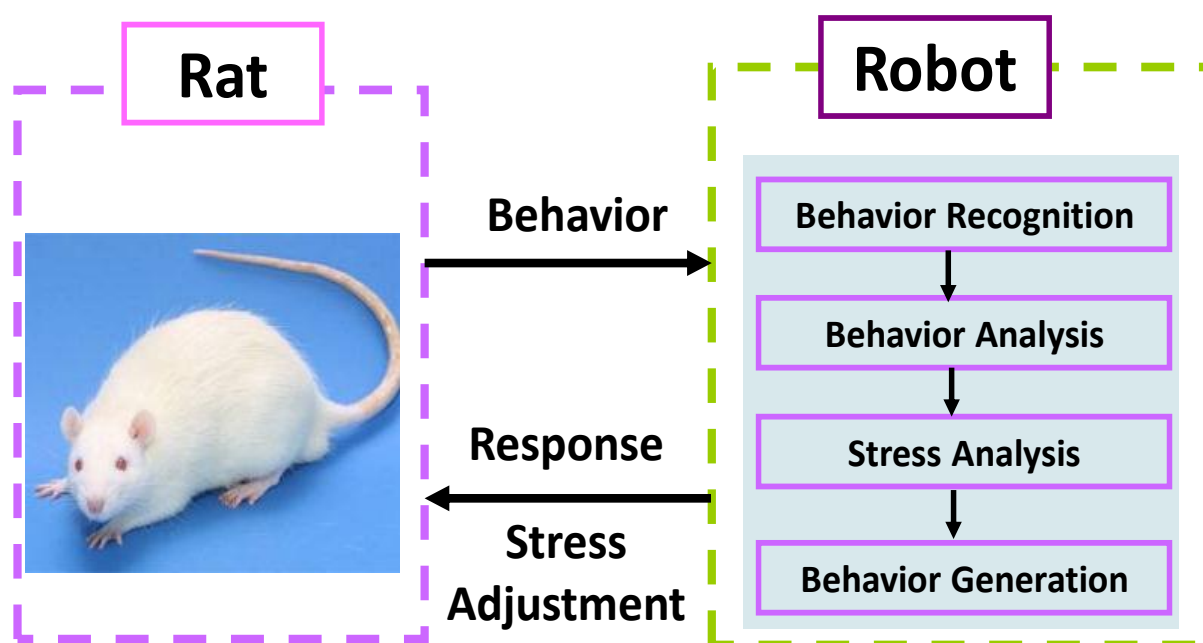 Rat
Robot
Behavior
Response
Stress
Adjustment
Behavior Recognition
Behavior Analysis
Stress Analysis
Behavior Generation